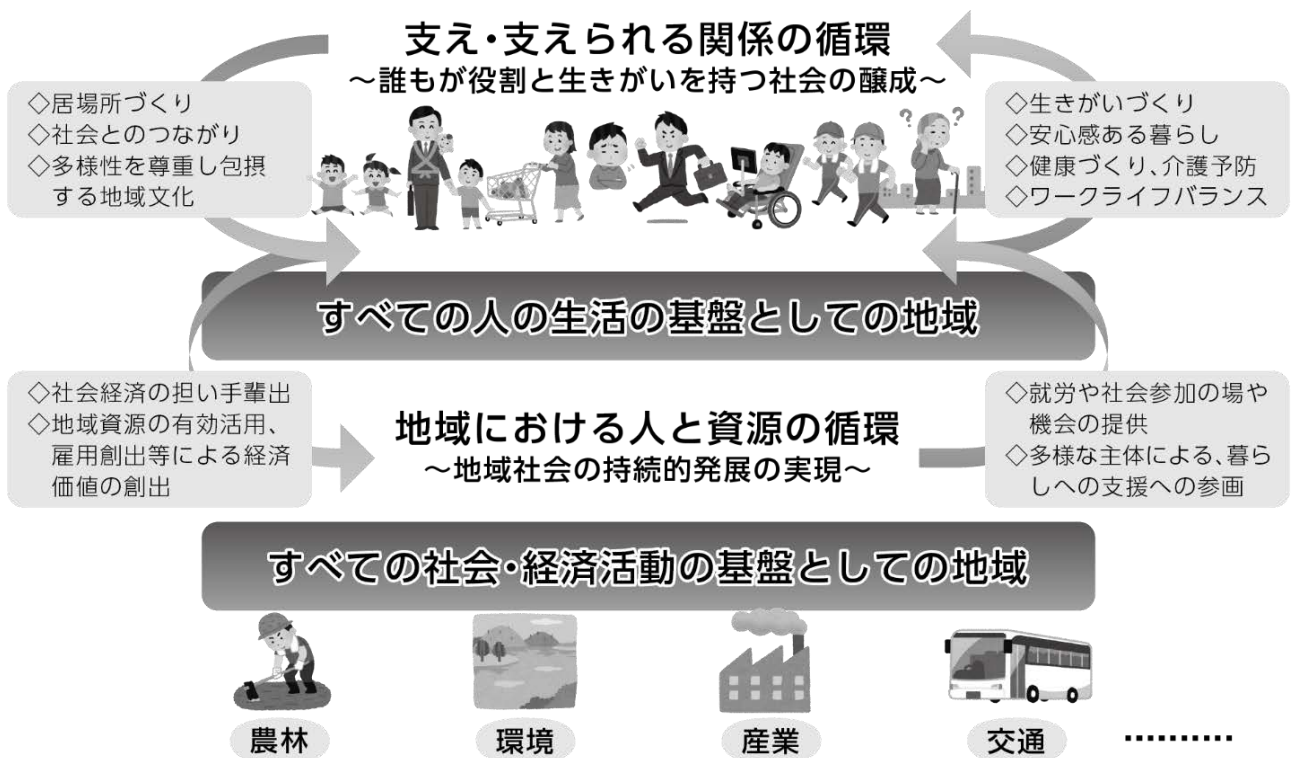 支え・支えられる関係の循環
～誰もが役割と生きがいを持つ社会の醸成～
◇居場所づくり
◇社会とのつながり
◇多様性を尊重し包摂
する地域文化
? ?
◇生きがいづくり
◇安心感ある暮らし
◇健康づくり、介護予防
◇ワークライフバランス
すべての人の生活の基盤としての地域
◇社会経済の担い手輩出
◇地域資源の有効活用、
雇用創出等による経済
価値の創出
地域における人と資源の循環
～地域社会の持続的発展の実現～
◇就労や社会参加の場や
機会の提供
◇多様な主体による、暮ら
しへの支援への参画
すべての社会・経済活動の基盤としての地域
農林
環境
産業
交通
‥‥‥‥‥